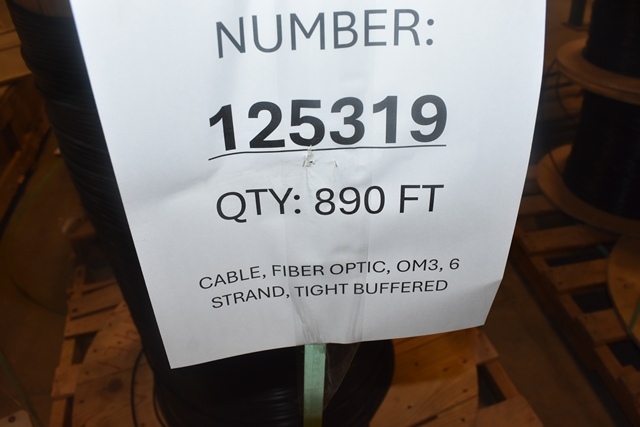 NUMBER:
125319
QTY: 890 FT
CABLE, FIBER OPTIC, OM3, 6
STRAND, TIGHT BUFFERED